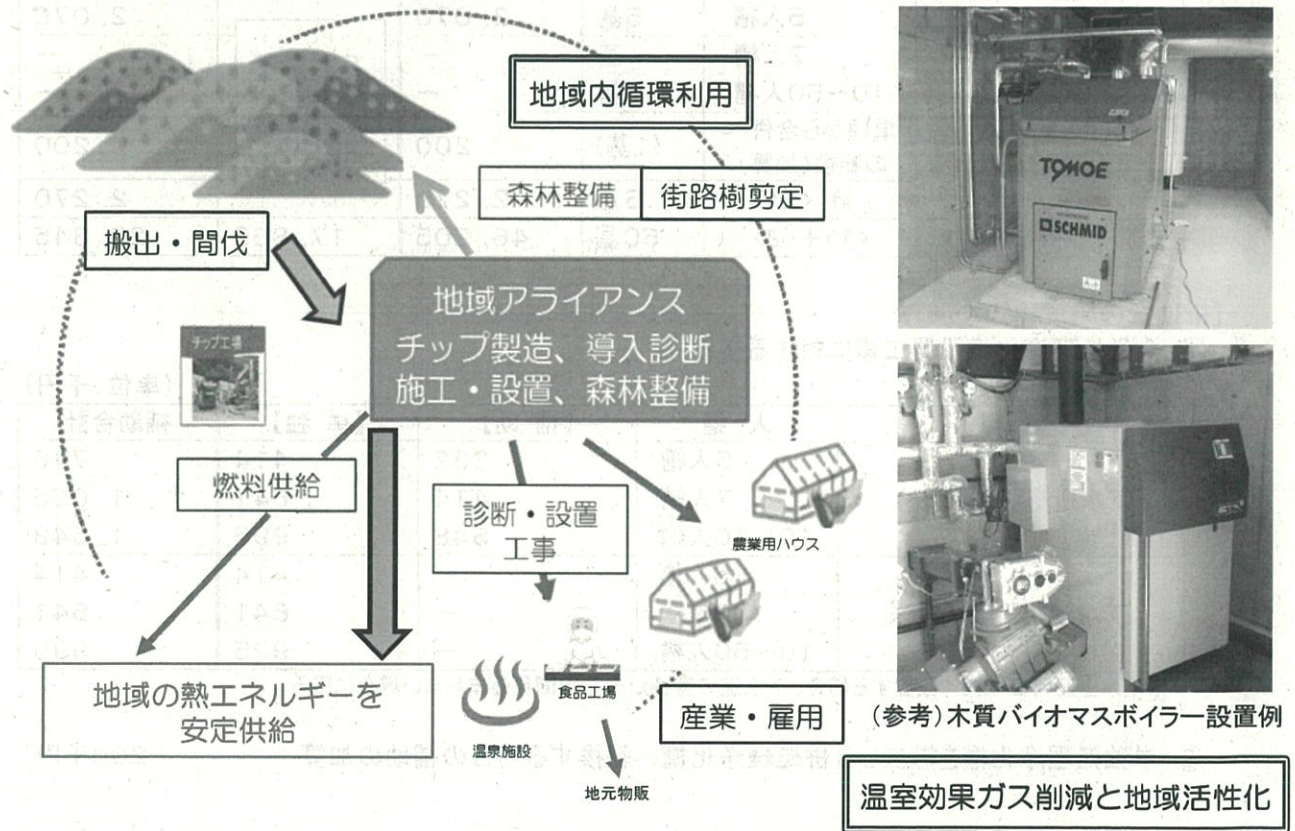 地域内循環利用
森林整備
街路樹剪定
搬出・間伐
地域アライアンス
チップ製造、導入診断
施工・設置、森林整備
チップ工場
燃料供給
診断・設置
工事
農業用ハウス
地域の熱エネルギーを
安定供給
温泉施設
食品工場
地元物販
産業・雇用
TOMOE
SCHMID
(参考)木質バイオマスボイラー設置例
温室効果ガス削減と地域活性化